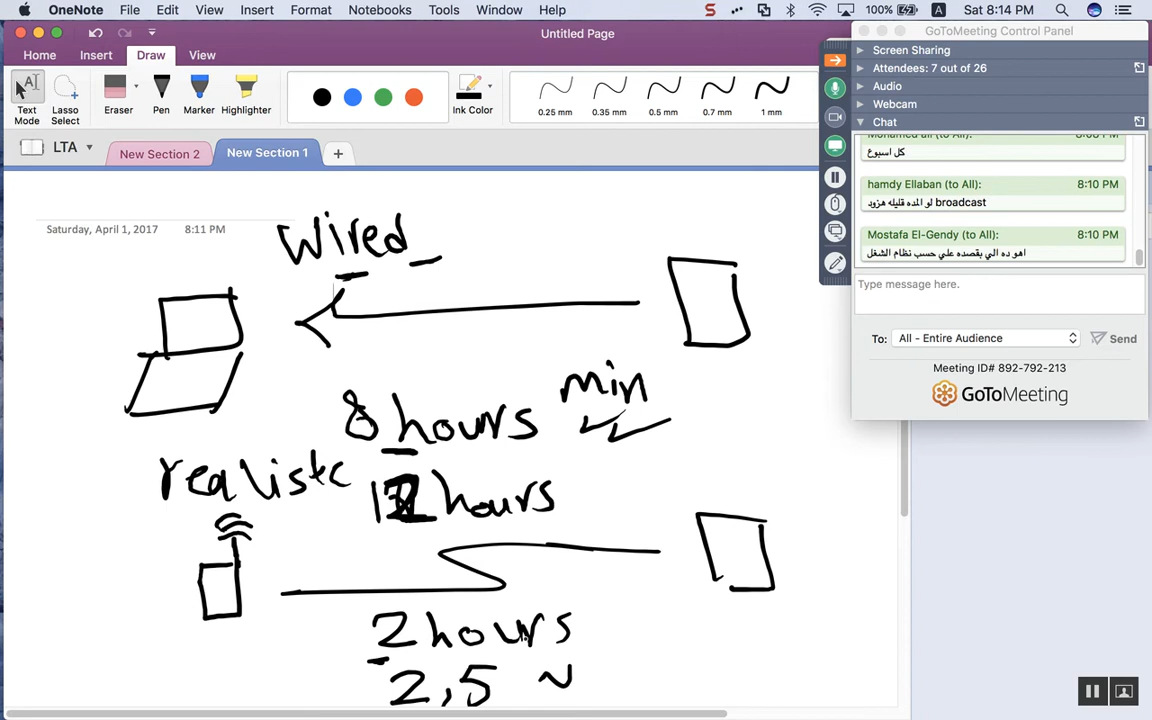 OneNote File Edit View Insert Format Notebooks Tools Window Help 100% A Sat 8:14 PM
Untitled Page
GoToMeeting Control Panel
Home Insert Draw View
Text Mode
Lasso Select
Eraser
Pen
Marker
Highlighter
Ink Color
0.25 mm 0.35 mm 0.5 mm 0.7 mm 1 mm
LTA
New Section 2
New Section 1
Screen Sharing
Attendees: 7 out of 26
Audio
Webcam
Chat
Mohamed ali (to All):
كل اسبوع
hamdy Ellaban (to All): 8:10 PM
لو المده قليله هزود broadcast
Mostafa El-Gendy (to All): 8:10 PM
اهو ده الي بقصده علي حسب نظام الشغل
Type message here.
To: All - Entire Audience
Send
Meeting ID# 892-792-213
GoToMeeting
Saturday, April 1, 2017 8:11 PM
Wired
8 hours min
realistc
12 hours
2 hours
2,5